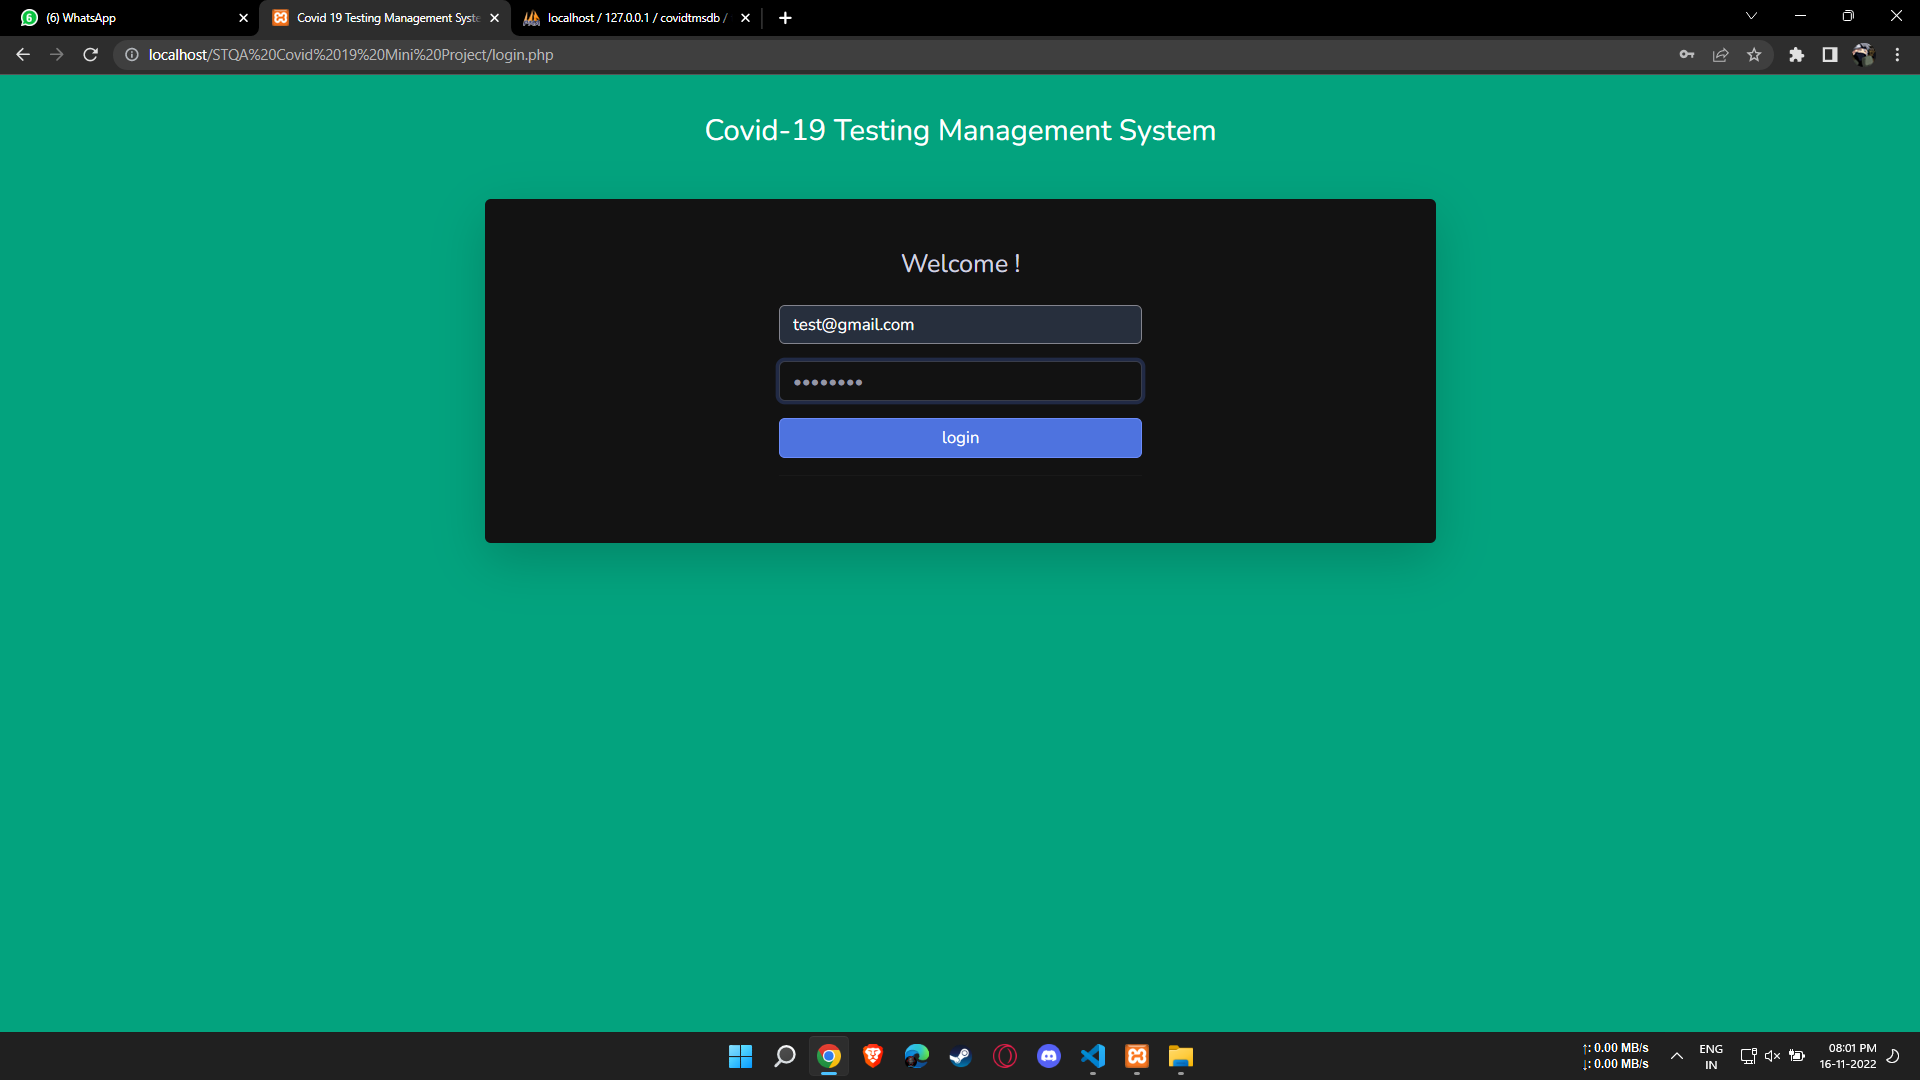 (6) WhatsApp
Covid 19 Testing Management Syste
localhost / 127.0.0.1 / covidtmsdb /
localhost/STQA%20Covid%2019%20Mini%20Project/login.php
Covid-19 Testing Management System
Welcome !
test@gmail.com
••••••••
login
↑: 0.00 MB/s
↓: 0.00 MB/s
ENG
IN
08:01 PM
16-11-2022